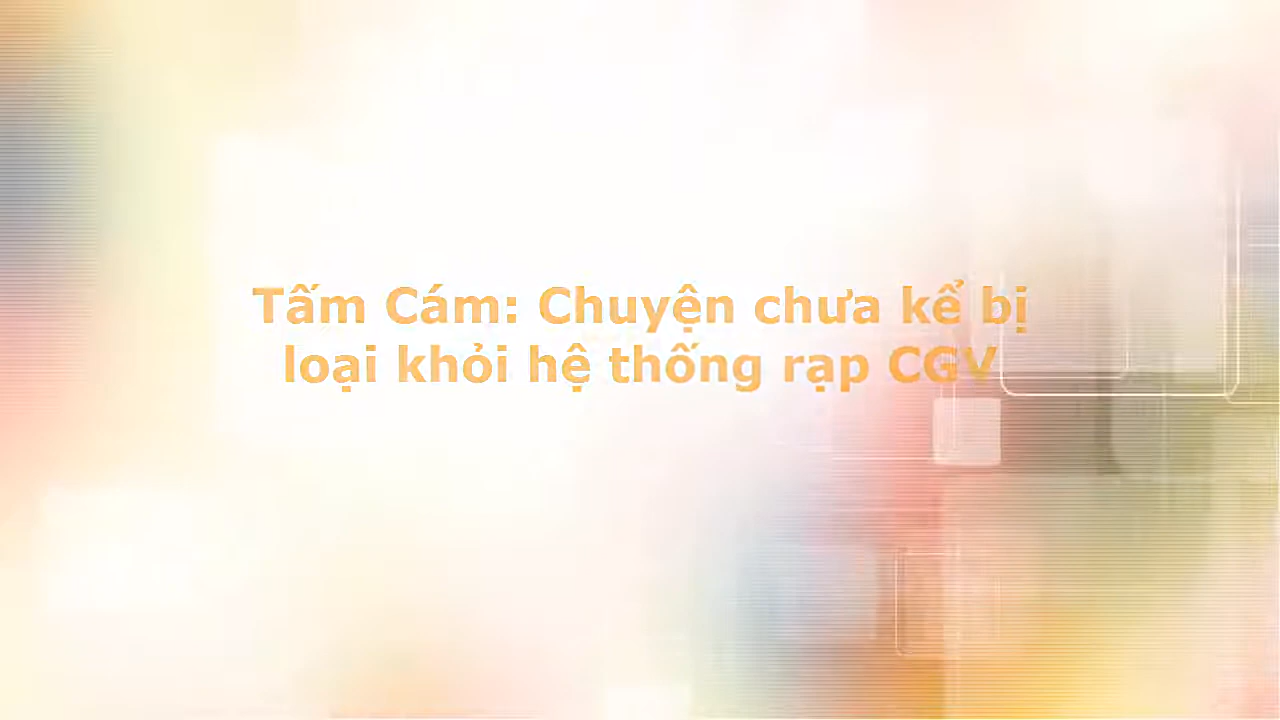 Tấm Cám: Chuyện chưa kể bị
loại khỏi hệ thống rạp CGV